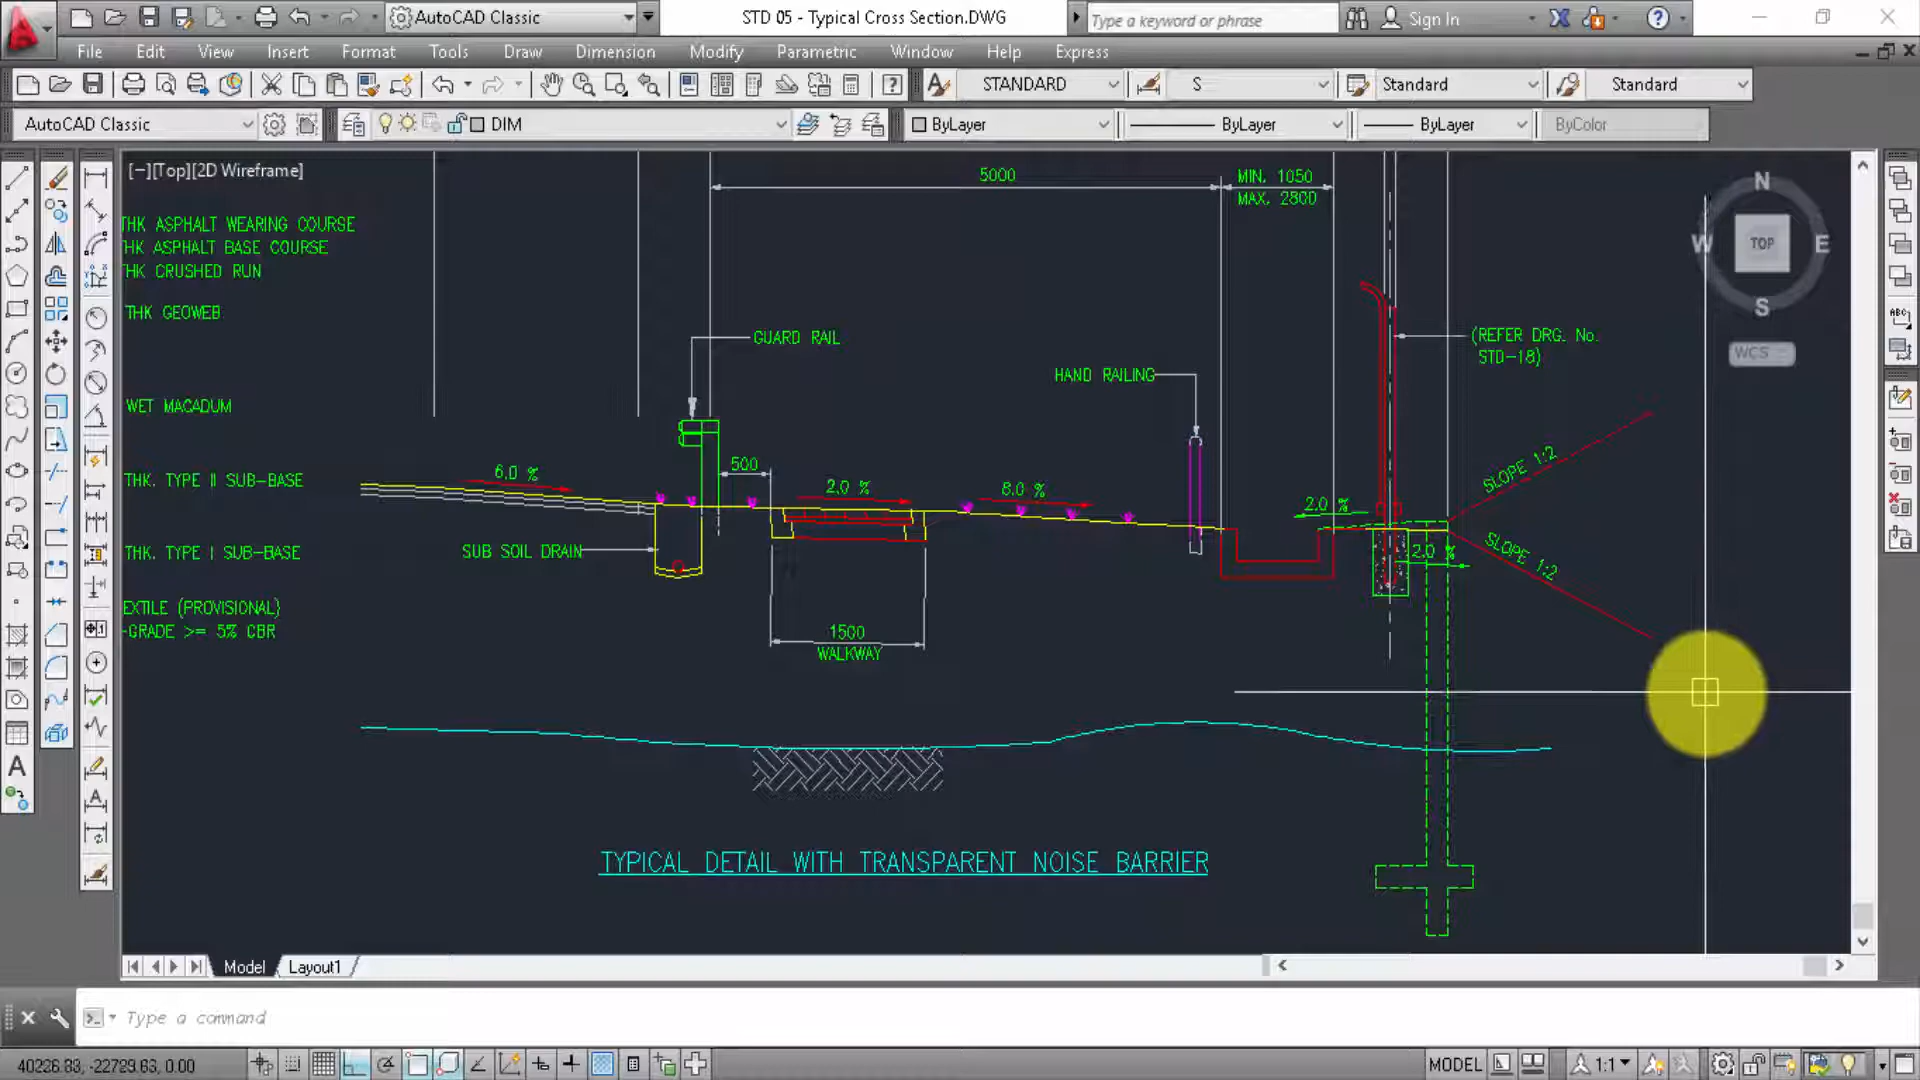 AutoCAD Classic
STD 05 - Typical Cross Section.DWG
Type a keyword or phrase
Sign In
File Edit View Insert Format Tools Draw Dimension Modify Parametric Window Help Express
STANDARD
S
Standard
Standard
AutoCAD Classic
DIM
ByLayer
ByLayer
ByLayer
ByColor
[−][Top][2D Wireframe]
5000
MIN. 1050
MAX. 2800
N
W
TOP
E
S
WCS
THK ASPHALT WEARING COURSE
HK ASPHALT BASE COURSE
THK CRUSHED RUN
THK GEOWEB
GUARD RAIL
(REFER DRG. No.
STD-18)
HAND RAILING
WET MACADUM
THK. TYPE II SUB-BASE
6.0 %
500
2.0 %
8.0 %
2.0 %
SLOPE 1:2
THK. TYPE I SUB-BASE
SUB SOIL DRAIN
2.0 %
SLOPE 1:2
EXTILE (PROVISIONAL)
-GRADE >= 5% CBR
1500
WALKWAY
TYPICAL DETAIL WITH TRANSPARENT NOISE BARRIER
Model
Layout1
Type a command
40226.83, -22729.63, 0.00
MODEL
1:1
A
A
ABC